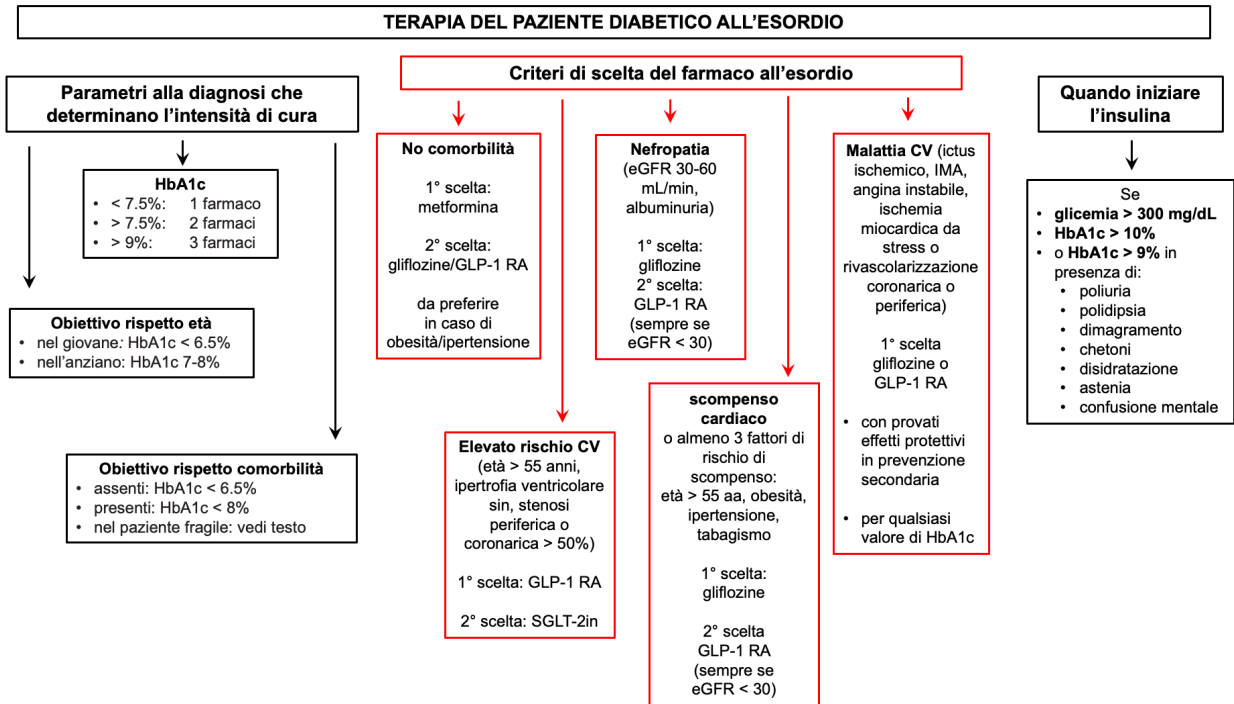 TERAPIA DEL PAZIENTE DIABETICO ALL'ESORDIO
Parametri alla diagnosi che
determinano l'intensità di cura
HbA1c
• < 7.5%: 1 farmaco
• > 7.5%: 2 farmaci
• > 9%: 3 farmaci
Obiettivo rispetto età
• nel giovane: HbA1c < 6.5%
• nell'anziano: HbA1c 7-8%
Obiettivo rispetto comorbilità
• assenti: HbA1c < 6.5%
• presenti: HbA1c < 8%
• nel paziente fragile: vedi testo
Criteri di scelta del farmaco all'esordio
No comorbilità
1° scelta:
metformina
2° scelta:
gliflozine/GLP-1 RA
da preferire
in caso di
obesità/ipertensione
Elevato rischio CV
(età > 55 anni,
ipertrofia ventricolare
sin, stenosi
periferica o
coronarica > 50%)
1° scelta: GLP-1 RA
2° scelta: SGLT-2in
Nefropatia
(eGFR 30-60
mL/min,
albuminuria)
1° scelta:
gliflozine
2° scelta:
GLP-1 RA
(sempre se
eGFR < 30)
scompenso
cardiaco
o almeno 3 fattori di
rischio di
scompenso:
età > 55 aa, obesità,
ipertensione,
tabagismo
1° scelta:
gliflozine
2° scelta
GLP-1 RA
(sempre se
eGFR < 30)
Malattia CV (ictus
ischemico, IMA,
angina instabile,
ischemia
miocardica da
stress o
rivascolarizzazione
coronarica o
periferica)
1° scelta
gliflozine o
GLP-1 RA
• con provati
effetti protettivi
in prevenzione
secondaria
• per qualsiasi
valore di HbA1c
Quando iniziare
l'insulina
Se
• glicemia > 300 mg/dL
• HbA1c > 10%
• o HbA1c > 9% in
presenza di:
• poliuria
• polidipsia
• dimagramento
• chetoni
• disidratazione
• astenia
• confusione mentale